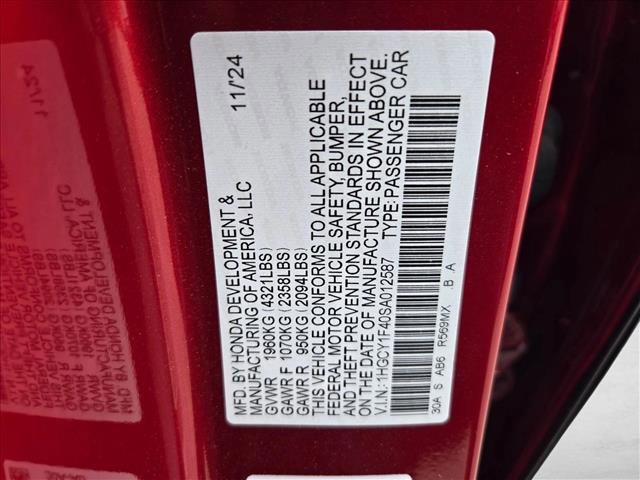 MFD. BY HONDA DEVELOPMENT & 11/24
MANUFACTURING OF AMERICA, LLC
GVWR 1960KG (4321LBS)
GAWR F 1070KG (2358LBS)
GAWR R 950KG (2094LBS)
THIS VEHICLE CONFORMS TO ALL APPLICABLE
FEDERAL MOTOR VEHICLE SAFETY, BUMPER,
AND THEFT PREVENTION STANDARDS IN EFFECT
ON THE DATE OF MANUFACTURE SHOWN ABOVE.
V.I.N.: 1HGCY1F40SA012587 TYPE: PASSENGER CAR
30A S AB6 R569MX B A